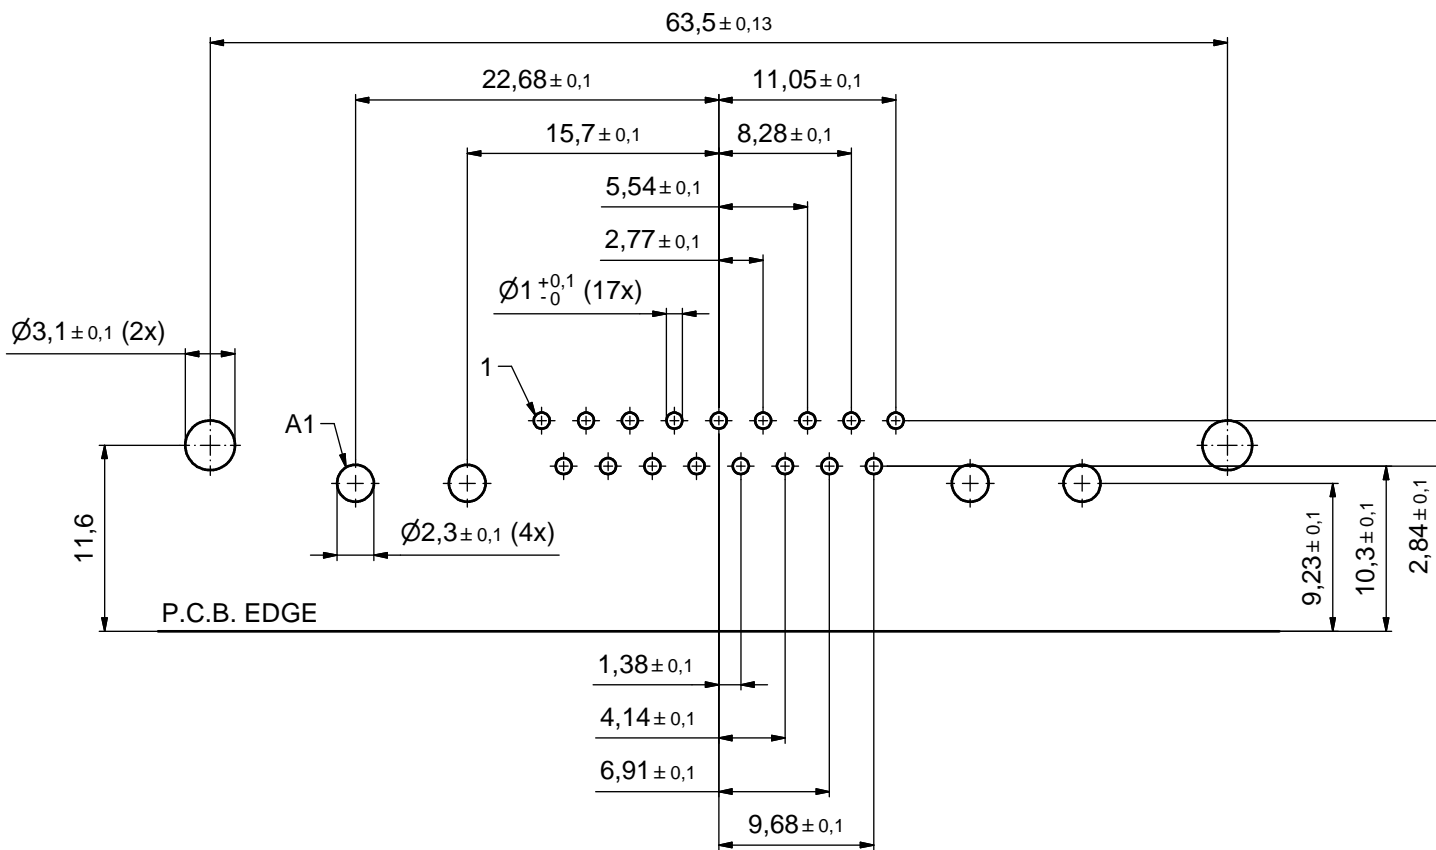 63,5 ± 0,13
22,68 ± 0,1
11,05 ± 0,1
15,7 ± 0,1
8,28 ± 0,1
5,54 ± 0,1
2,77 ± 0,1
Ø1 +0,1 -0 (17x)
Ø3,1 ± 0,1 (2x)
1
A1
Ø2,3 ± 0,1 (4x)
11,6
9,23 ± 0,1
10,3 ± 0,1
2,84 ± 0,1
P.C.B. EDGE
1,38 ± 0,1
4,14 ± 0,1
6,91 ± 0,1
9,68 ± 0,1